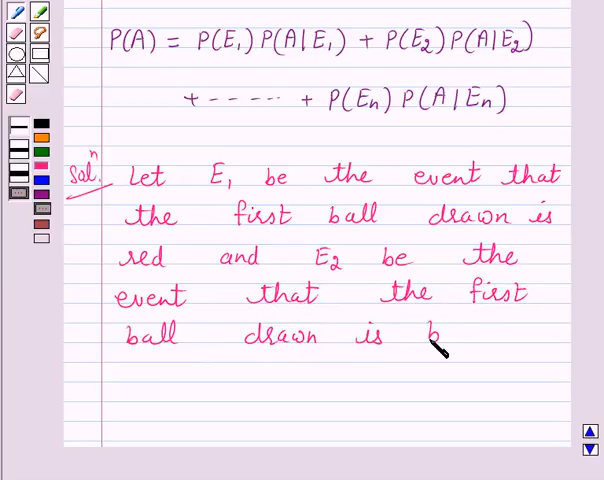 P(A) = P(E₁) P(A|E₁) + P(E₂) P(A|E₂)
+ ----- + P(Eₙ) P(A|Eₙ)
Solⁿ. Let E₁ be the event that
the first ball drawn is
red and E₂ be the
event that the first
ball drawn is b